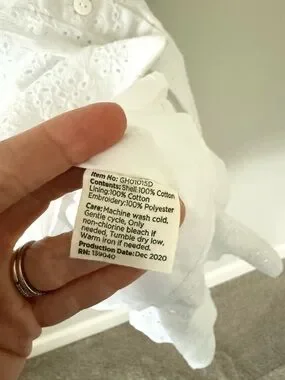 Item No: GH01015D
Contents: Shell:100% Cotton
Lining:100% Cotton
Embroidery:100% Polyester
Care: Machine wash cold,
Gentle cycle, Only
non-chlorine bleach if
needed, Tumble dry low,
Warm Iron if needed.
Production Date: Dec 2020
RN: 159040